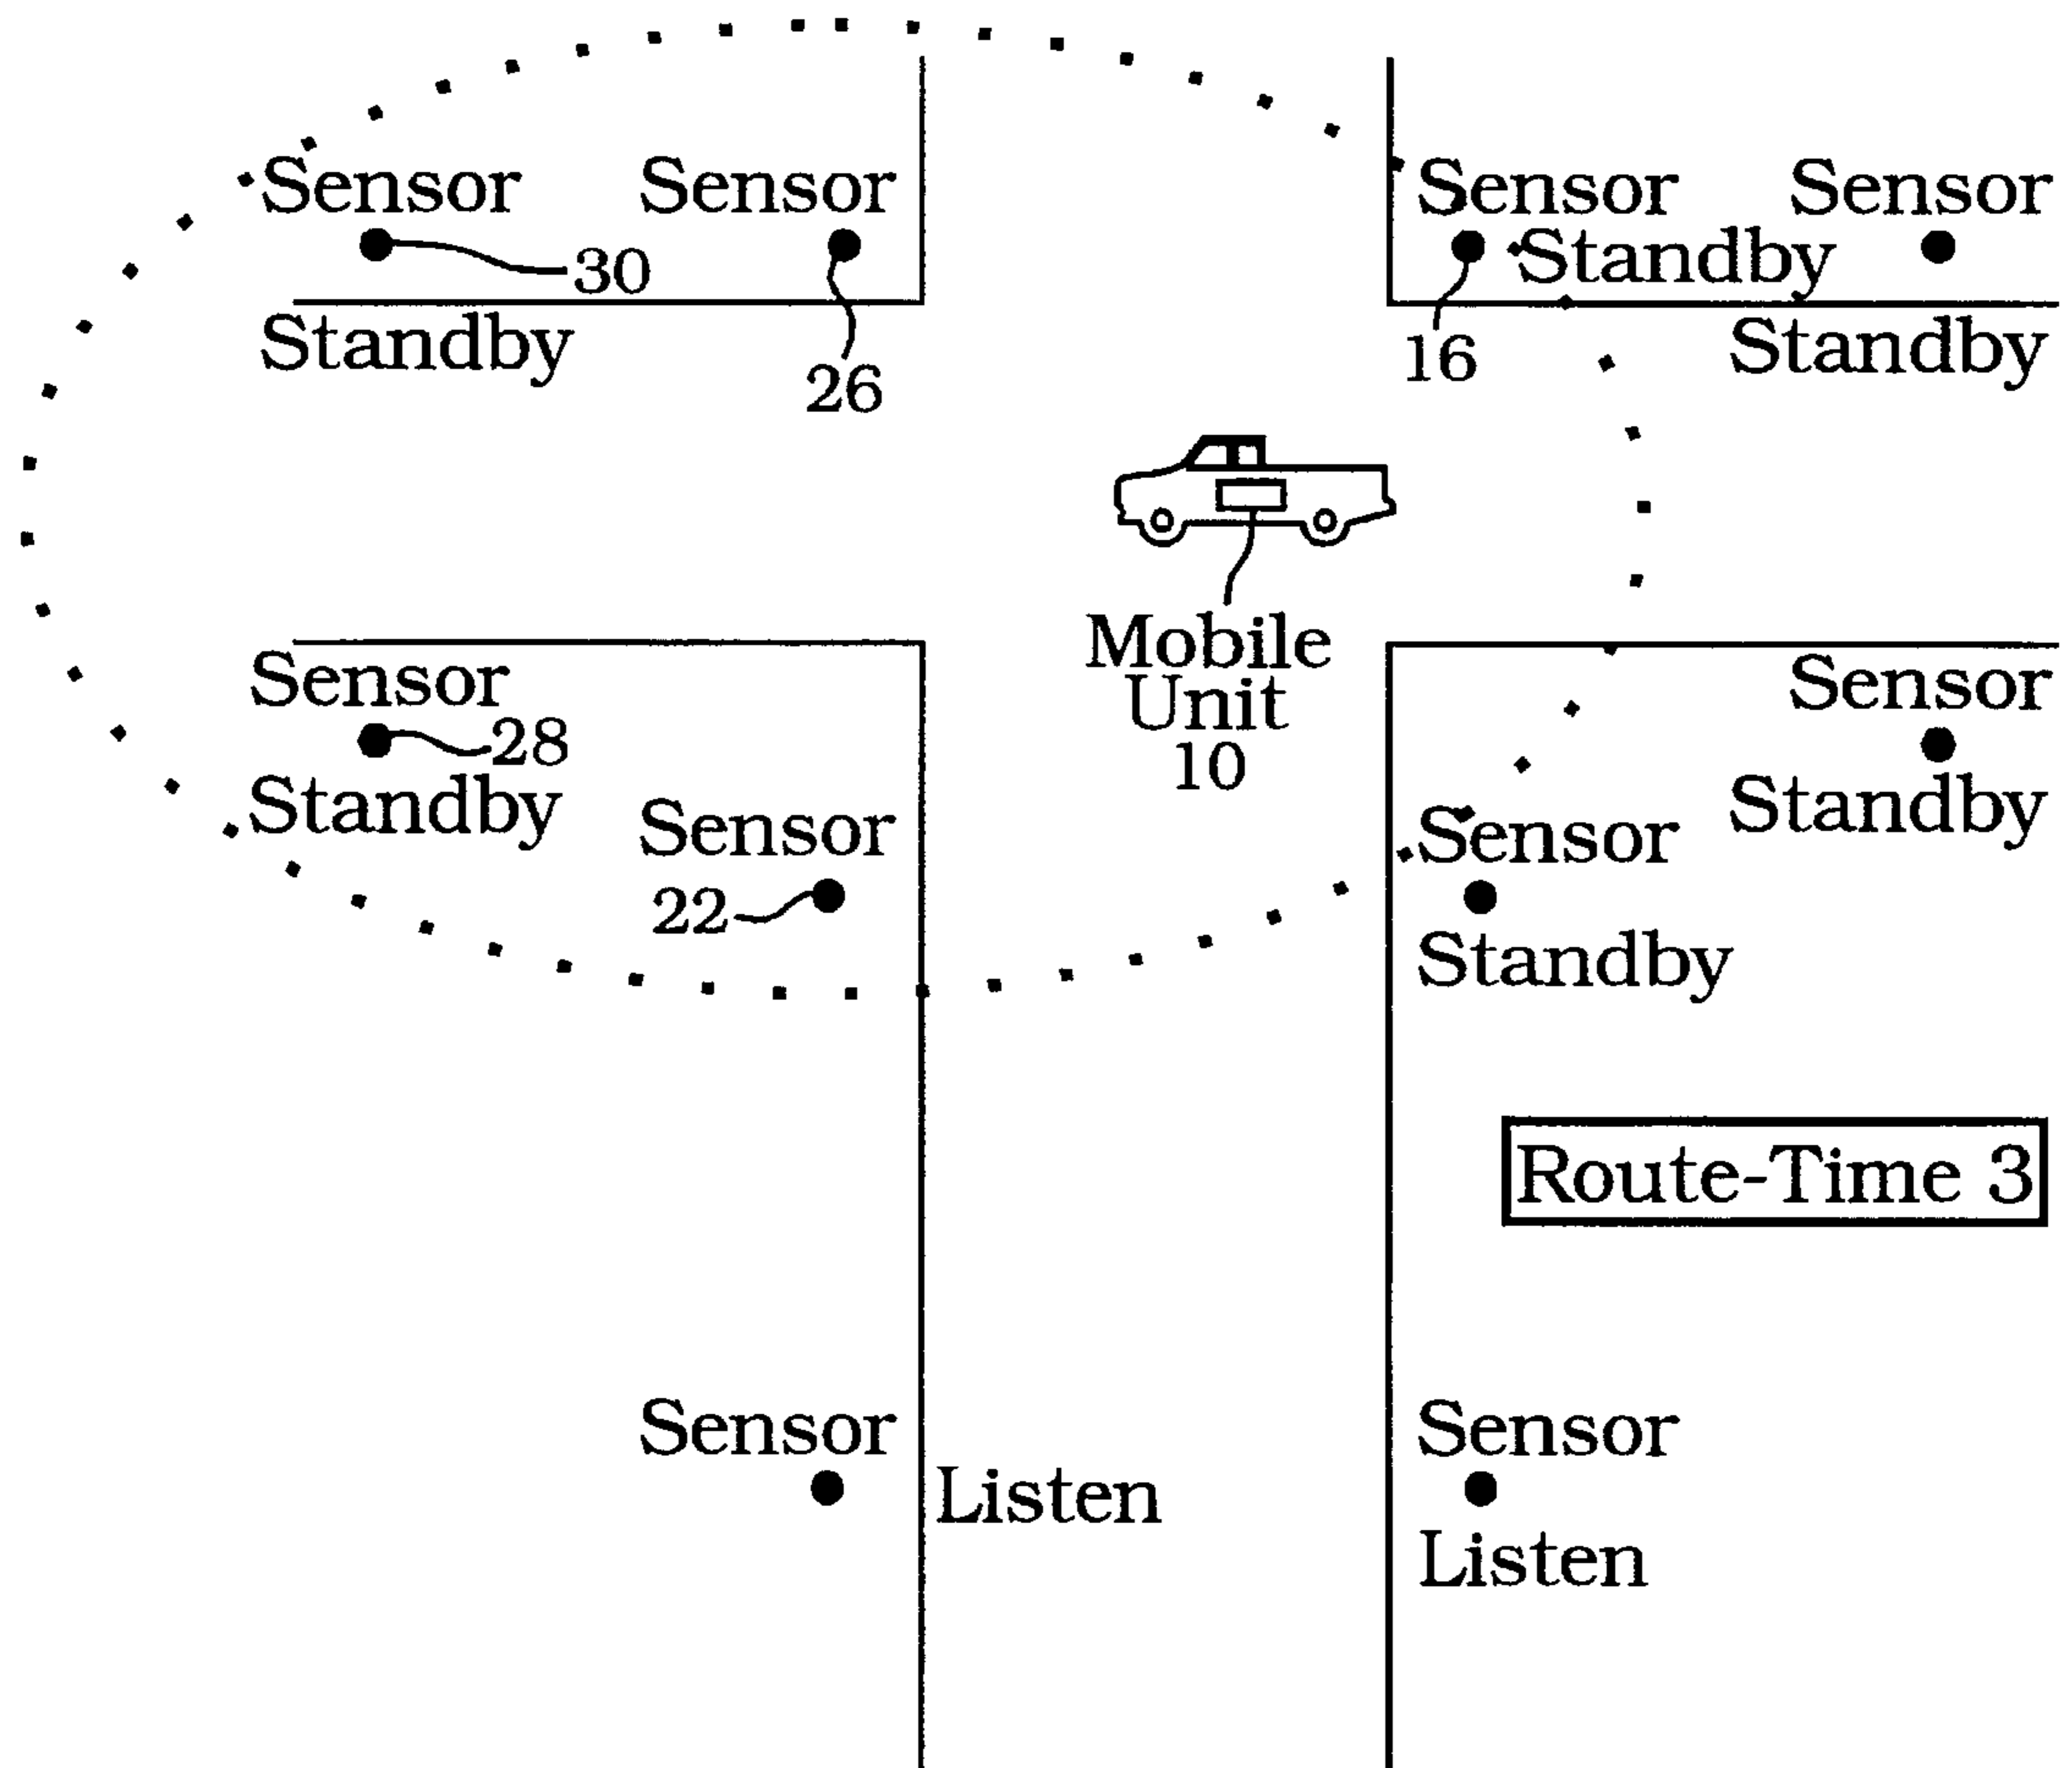 Sensor
Sensor
Sensor
Sensor
30
Standby
Standby
26
16
Standby
Mobile
Unit
10
Sensor
28
Standby
Sensor
Standby
Sensor
22
Sensor
Standby
Route-Time 3
Sensor
Listen
Sensor
Listen